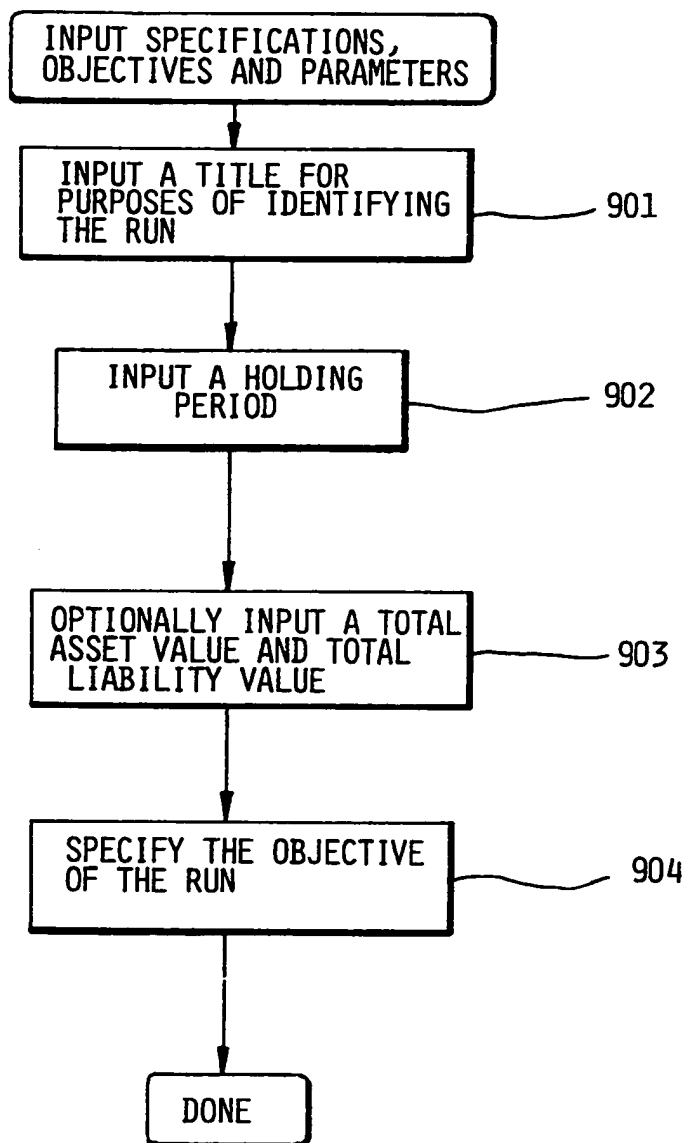 INPUT SPECIFICATIONS,
OBJECTIVES AND PARAMETERS
INPUT A TITLE FOR
PURPOSES OF IDENTIFYING
THE RUN
901
INPUT A HOLDING
PERIOD
902
OPTIONALLY INPUT A TOTAL
ASSET VALUE AND TOTAL
LIABILITY VALUE
903
SPECIFY THE OBJECTIVE
OF THE RUN
904
DONE